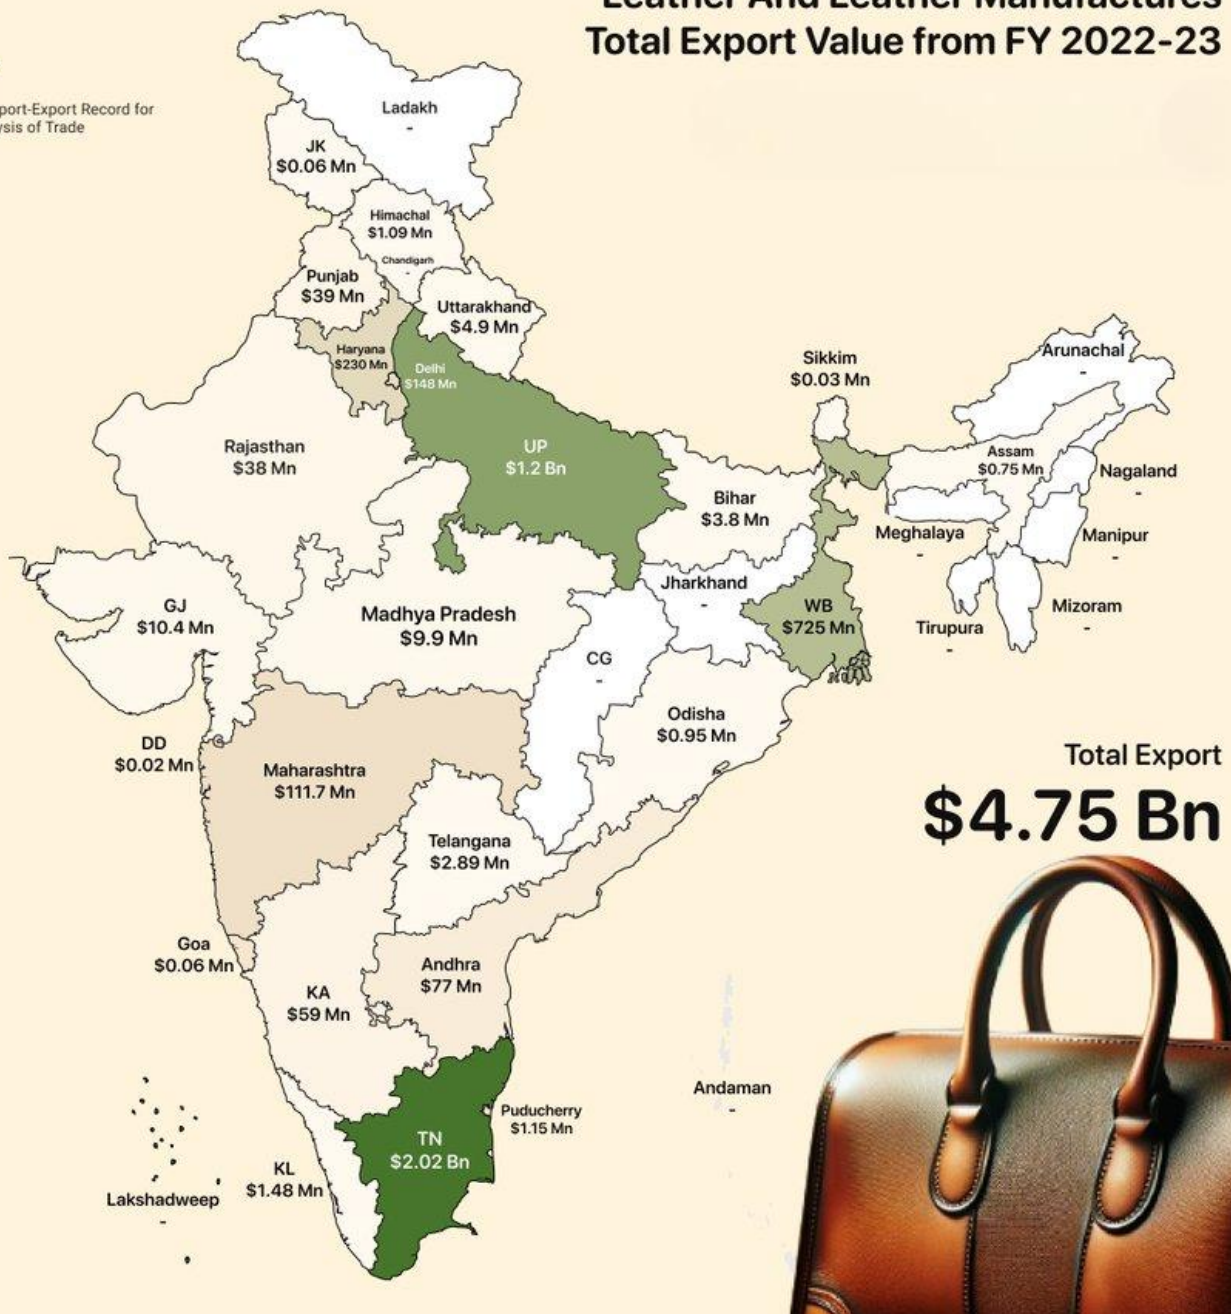 Leather And Leather Manufactures
Total Export Value from FY 2022-23
port-Export Record for
ysis of Trade
Ladakh
-
JK
$0.06 Mn
Himachal
$1.09 Mn
Chandigarh
-
Punjab
$39 Mn
Uttarakhand
$4.9 Mn
Haryana
$230 Mn
Delhi
$148 Mn
Sikkim
$0.03 Mn
Arunachal
-
Rajasthan
$38 Mn
UP
$1.2 Bn
Assam
$0.75 Mn
Nagaland
-
Bihar
$3.8 Mn
Meghalaya
-
Manipur
-
Jharkhand
-
GJ
$10.4 Mn
Madhya Pradesh
$9.9 Mn
WB
$725 Mn
Mizoram
-
Tirupura
-
CG
-
Odisha
$0.95 Mn
DD
$0.02 Mn
Maharashtra
$111.7 Mn
Total Export
$4.75 Bn
Telangana
$2.89 Mn
Goa
$0.06 Mn
Andhra
$77 Mn
KA
$59 Mn
Andaman
-
Puducherry
$1.15 Mn
TN
$2.02 Bn
KL
$1.48 Mn
Lakshadweep
-